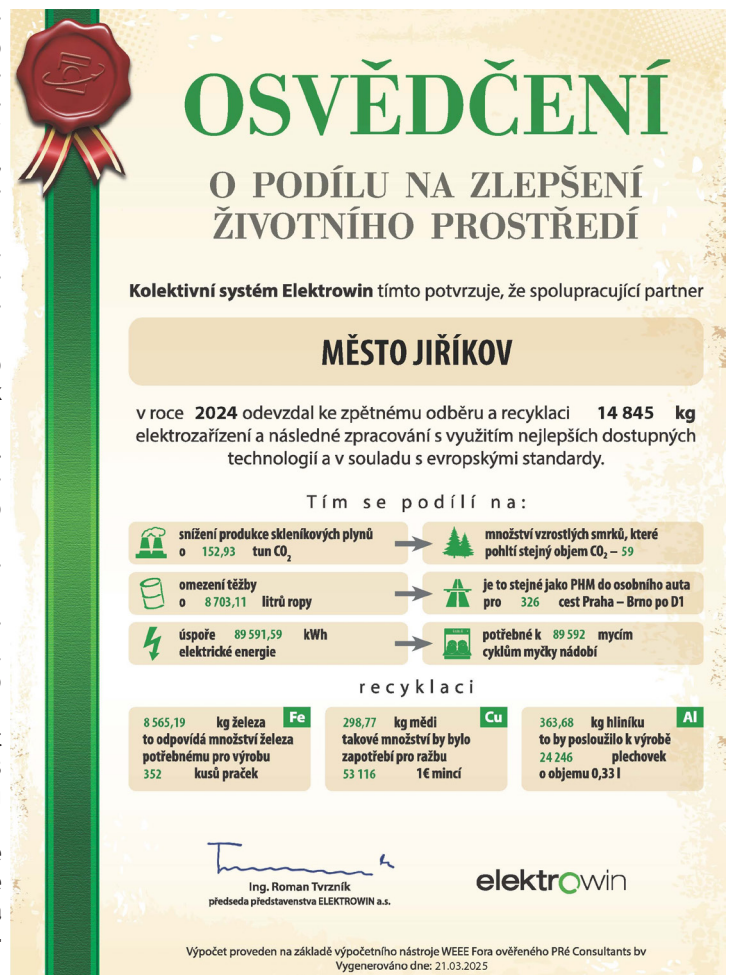 OSVĚDČENÍ
O PODÍLU NA ZLEPŠENÍ
ŽIVOTNÍHO PROSTŘEDÍ
Kolektivní systém Elektrowin tímto potvrzuje, že spolupracující partner
MĚSTO JIŘÍKOV
v roce 2024 odevzdal ke zpětnému odběru a recyklaci 14 845 kg
elektrozařízení a následné zpracování s využitím nejlepších dostupných
technologií a v souladu s evropskými standardy.
Tím se podílí na:
snížení produkce skleníkových plynů
o 152,93 tun CO₂
množství vzrostlých smrků, které
pohltí stejný objem CO₂ – 59
omezení těžby
o 8 703,11 litrů ropy
je to stejné jako PHM do osobního auta
pro 326 cest Praha – Brno po D1
úspoře 89 591,59 kWh
elektrické energie
potřebné k 89 592 mycím
cyklům myčky nádobí
recyklaci
8 565,19 kg železa Fe
to odpovídá množství železa
potřebnému pro výrobu
352 kusů praček
298,77 kg mědi Cu
takové množství by bylo
zapotřebí pro ražbu
53 116 1€ mincí
363,68 kg hliníku Al
to by posloužilo k výrobě
24 246 plechovek
o objemu 0,33 l
Ing. Roman Tvrzník
předseda představenstva ELEKTROWIN a.s.
elektrowin
Výpočet proveden na základě výpočetního nástroje WEEE Fora ověřeného PRé Consultants bv
Vygenerováno dne: 21.03.2025